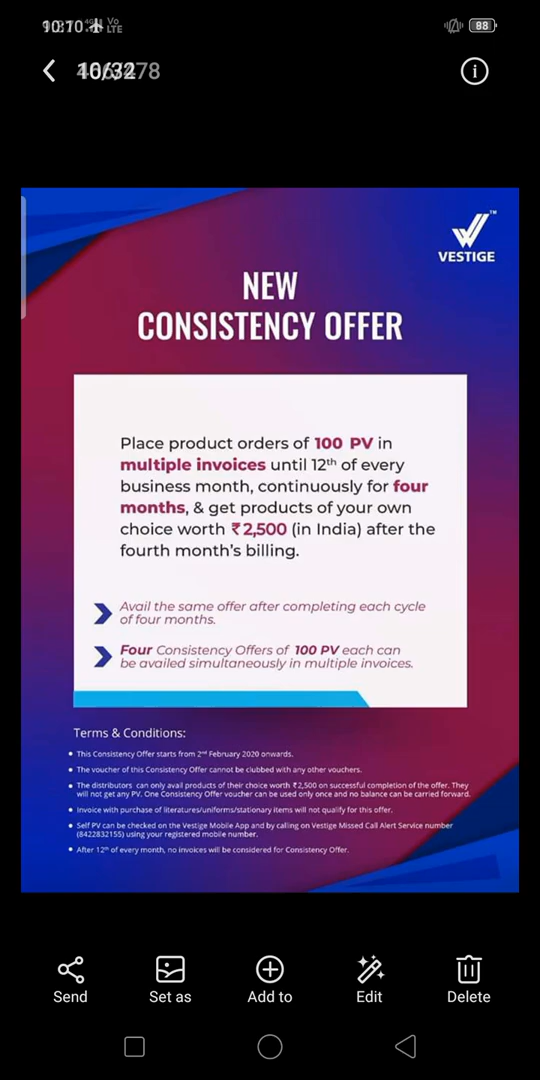 VESTIGE
NEW
CONSISTENCY OFFER
Place product orders of 100 PV in
multiple invoices until 12th of every
business month, continuously for four
months, & get products of your own
choice worth ₹2,500 (in India) after the
fourth month's billing.
Avail the same offer after completing each cycle
of four months.
Four Consistency Offers of 100 PV each can
be availed simultaneously in multiple invoices.
Terms & Conditions:
This Consistency Offer starts from 2nd February 2020 onwards.
The voucher of this Consistency Offer cannot be clubbed with any other vouchers.
The distributors can only avail products of their choice worth ₹2,500 on successful completion of the offer. They
will not get any PV. One Consistency Offer voucher can be used only once and no balance can be carried forward.
Invoice with purchase of literatures/uniforms/stationary items will not qualify for this offer.
Self PV can be checked on the Vestige Mobile App and by calling on Vestige Missed Call Alert Service number
(8422832155) using your registered mobile number.
After 12th of every month, no invoices will be considered for Consistency Offer.
Send Set as Add to Edit Delete